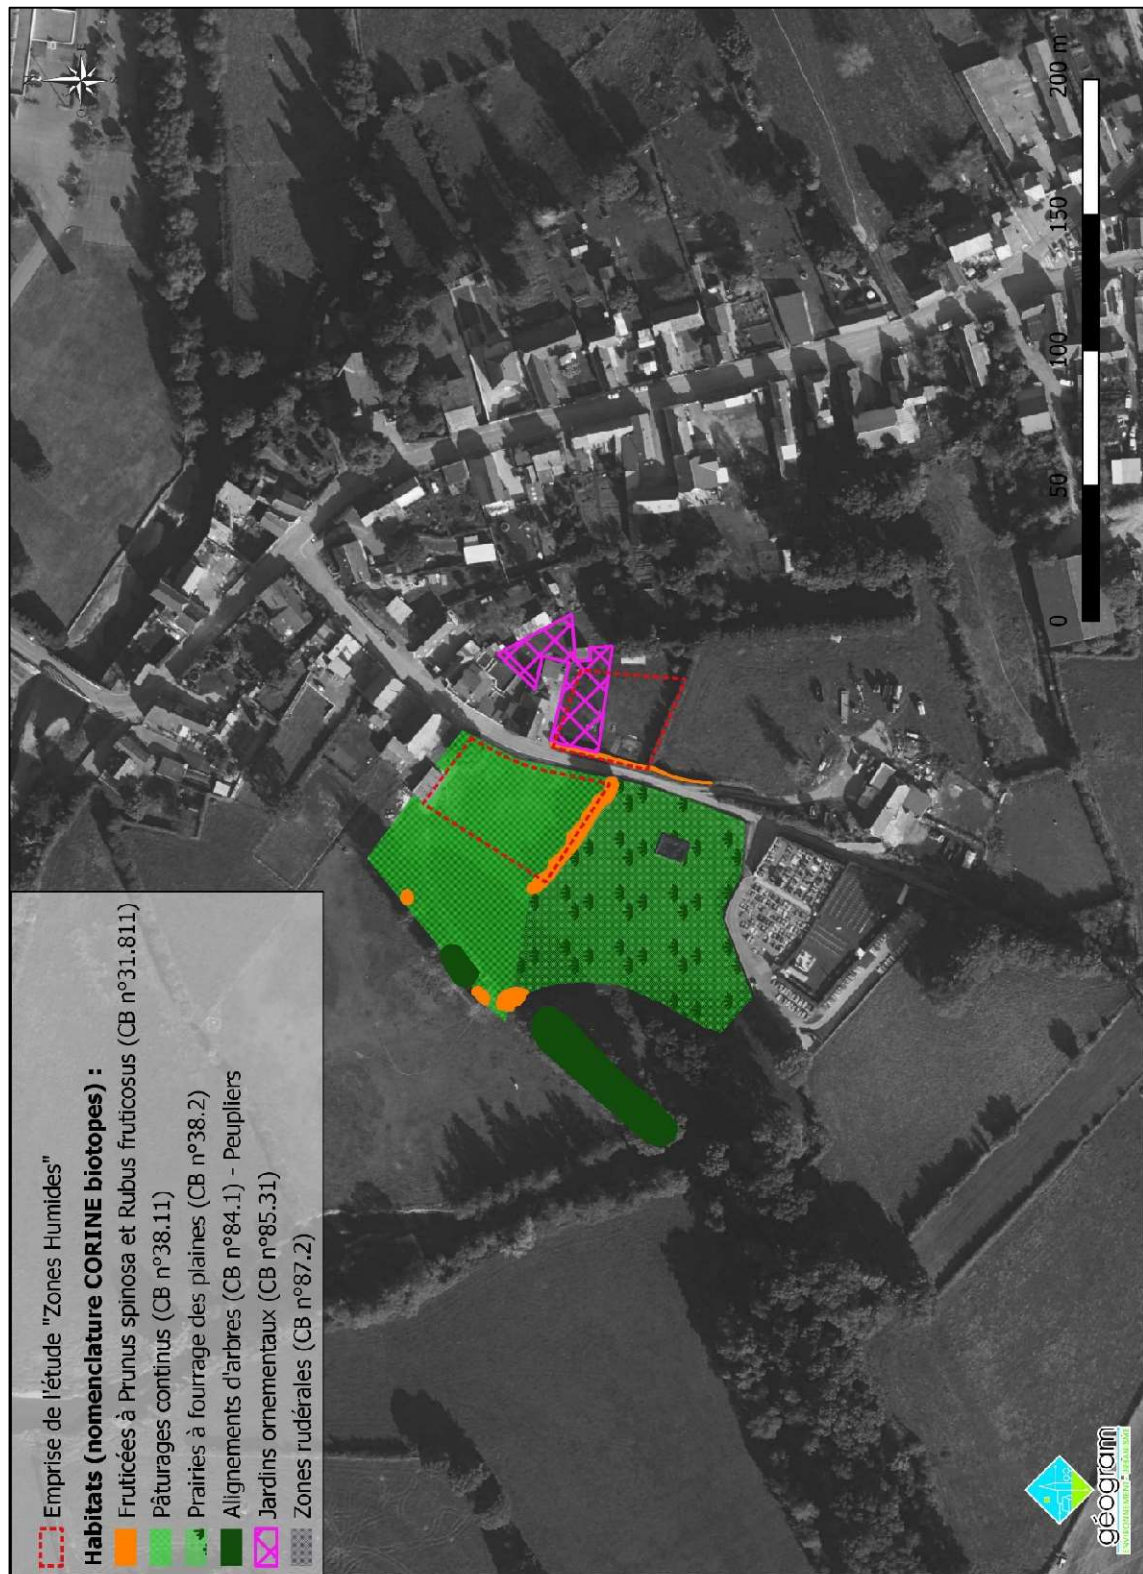 Emprise de l'étude "Zones Humides"
Habitats (nomenclature CORINE biotopes) :
Fruticées à Prunus spinosa et Rubus fruticosus (CB n°31.811)
Pâturages continus (CB n°38.11)
Prairies à fourrage des plaines (CB n°38.2)
Alignements d'arbres (CB n°84.1) - Peupliers
Jardins ornementaux (CB n°85.31)
Zones rudérales (CB n°87.2)
0 50 100 150 200 m
géogram
ENVIRONNEMENT - URBANISME